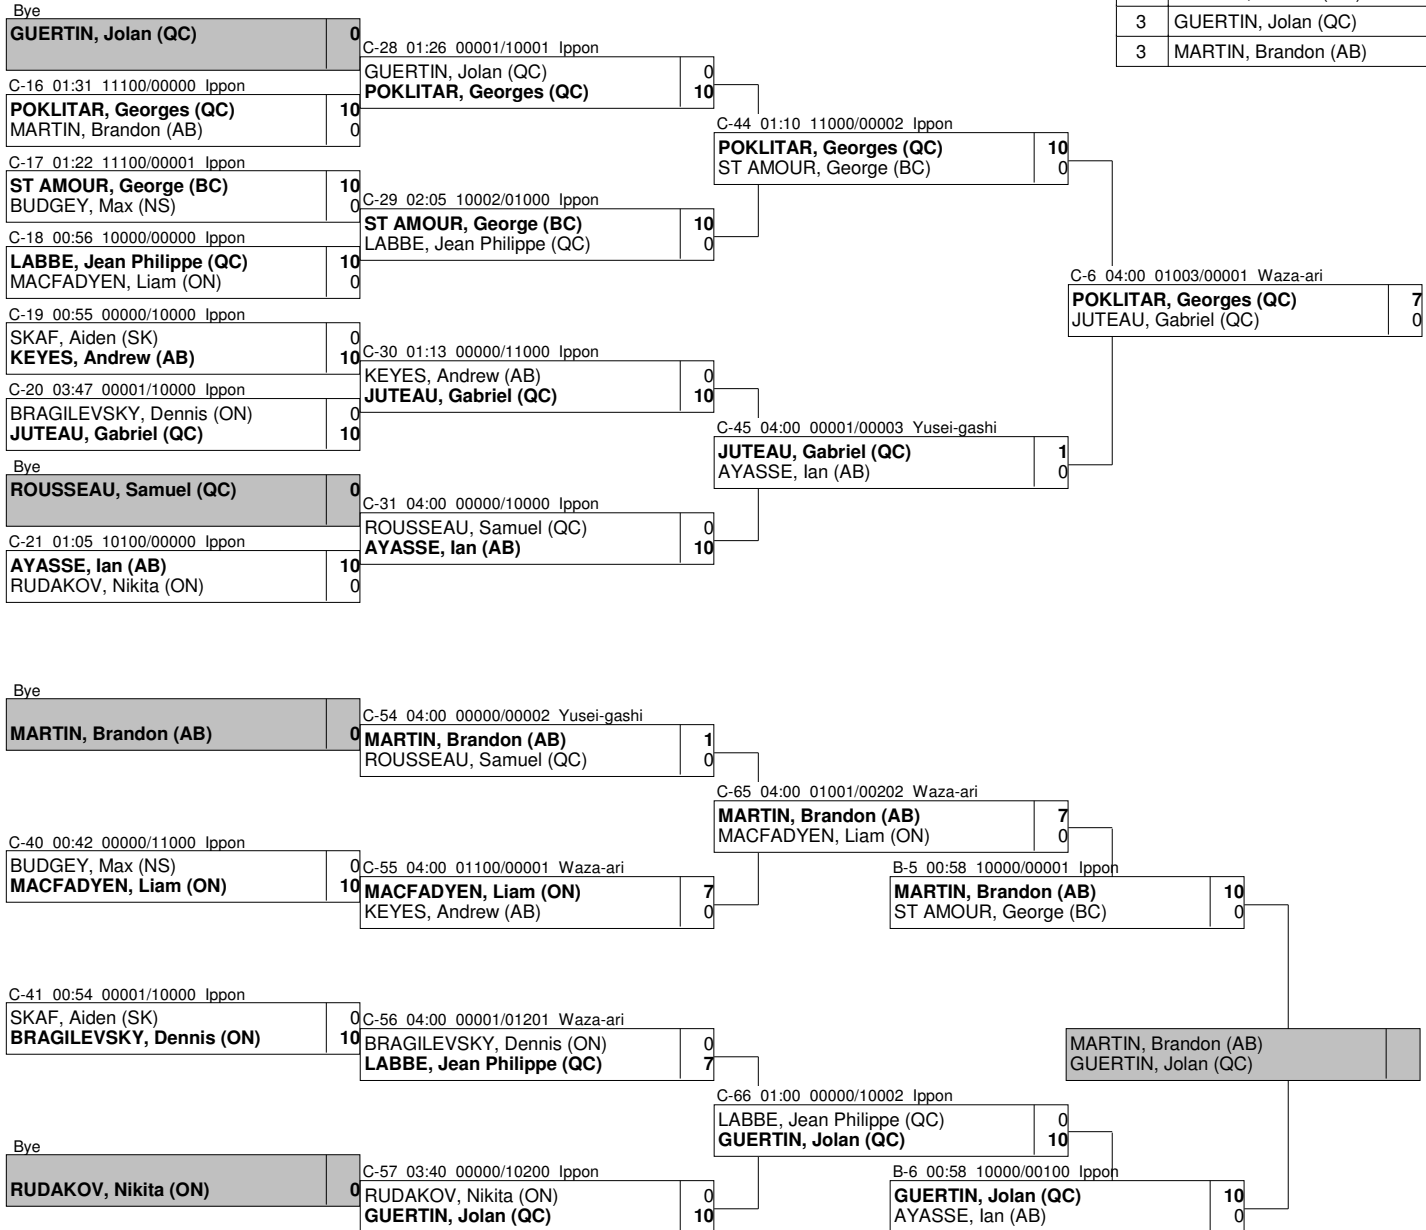 Bye
GUERTIN, Jolan (QC) 0
C-16 01:31 11100/00000 Ippon
POKLITAR, Georges (QC) 10
MARTIN, Brandon (AB) 0
C-17 01:22 11100/00001 Ippon
ST AMOUR, George (BC) 10
BUDGEY, Max (NS) 0
C-18 00:56 10000/00000 Ippon
LABBE, Jean Philippe (QC) 10
MACFADYEN, Liam (ON) 0
C-19 00:55 00000/10000 Ippon
SKAF, Aiden (SK) 0
KEYES, Andrew (AB) 10
C-20 03:47 00001/10000 Ippon
BRAGILEVSKY, Dennis (ON) 0
JUTEAU, Gabriel (QC) 10
Bye
ROUSSEAU, Samuel (QC) 0
C-21 01:05 10100/00000 Ippon
AYASSE, Ian (AB) 10
RUDAKOV, Nikita (ON) 0
C-28 01:26 00001/10001 Ippon
GUERTIN, Jolan (QC) 0
POKLITAR, Georges (QC) 10
C-29 02:05 10002/01000 Ippon
ST AMOUR, George (BC) 10
LABBE, Jean Philippe (QC) 0
C-30 01:13 00000/11000 Ippon
KEYES, Andrew (AB) 0
JUTEAU, Gabriel (QC) 10
C-31 04:00 00000/10000 Ippon
ROUSSEAU, Samuel (QC) 0
AYASSE, Ian (AB) 10
C-44 01:10 11000/00002 Ippon
POKLITAR, Georges (QC) 10
ST AMOUR, George (BC) 0
C-45 04:00 00001/00003 Yusei-gashi
JUTEAU, Gabriel (QC) 1
AYASSE, Ian (AB) 0
3 GUERTIN, Jolan (QC)
3 MARTIN, Brandon (AB)
C-6 04:00 01003/00001 Waza-ari
POKLITAR, Georges (QC) 7
JUTEAU, Gabriel (QC) 0
Bye
MARTIN, Brandon (AB) 0
C-40 00:42 00000/11000 Ippon
BUDGEY, Max (NS) 0
MACFADYEN, Liam (ON) 10
C-41 00:54 00001/10000 Ippon
SKAF, Aiden (SK) 0
BRAGILEVSKY, Dennis (ON) 10
Bye
RUDAKOV, Nikita (ON) 0
C-54 04:00 00000/00002 Yusei-gashi
MARTIN, Brandon (AB) 1
ROUSSEAU, Samuel (QC) 0
C-55 04:00 01100/00001 Waza-ari
MACFADYEN, Liam (ON) 7
KEYES, Andrew (AB) 0
C-56 04:00 00001/01201 Waza-ari
BRAGILEVSKY, Dennis (ON) 0
LABBE, Jean Philippe (QC) 7
C-57 03:40 00000/10200 Ippon
RUDAKOV, Nikita (ON) 0
GUERTIN, Jolan (QC) 10
C-65 04:00 01001/00202 Waza-ari
MARTIN, Brandon (AB) 7
MACFADYEN, Liam (ON) 0
C-66 01:00 00000/10002 Ippon
LABBE, Jean Philippe (QC) 0
GUERTIN, Jolan (QC) 10
B-5 00:58 10000/00001 Ippon
MARTIN, Brandon (AB) 10
ST AMOUR, George (BC) 0
B-6 00:58 10000/00100 Ippon
GUERTIN, Jolan (QC) 10
AYASSE, Ian (AB) 0
MARTIN, Brandon (AB)
GUERTIN, Jolan (QC)